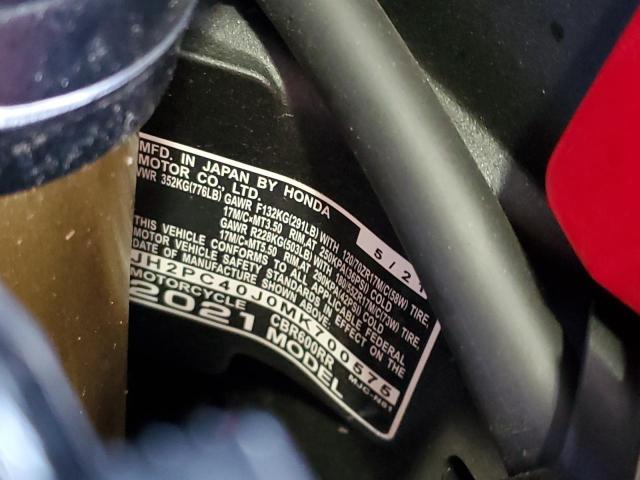 MFD. IN JAPAN BY HONDA
MOTOR CO., LTD.
5/21
VWR 352KG(776LB) GAWR F132KG(291LB) WITH 120/70ZR17M/C(58W) TIRE,
17M/C×MT3.50 RIM, AT 250KPA(36PSI) COLD
GAWR R228KG(503LB) WITH 180/55ZR17M/C(73W) TIRE,
17M/C×MT5.50 RIM, AT 290KPA(42PSI) COLD
THIS VEHICLE CONFORMS TO ALL APPLICABLE FEDERAL
MOTOR VEHICLE SAFETY STANDARDS IN EFFECT ON THE
DATE OF MANUFACTURE SHOWN ABOVE.
JH2PC40J0MK700575
MOTORCYCLE CBR600RR MJC-N61
2021 MODEL